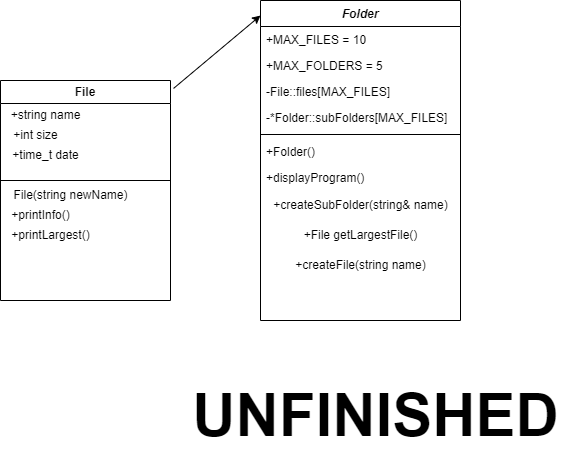 File
+string name
+int size
+time_t date
File(string newName)
+printInfo()
+printLargest()
Folder
+MAX_FILES = 10
+MAX_FOLDERS = 5
-File::files[MAX_FILES]
-*Folder::subFolders[MAX_FILES]
+Folder()
+displayProgram()
+createSubFolder(string& name)
+File getLargestFile()
+createFile(string name)
UNFINISHED